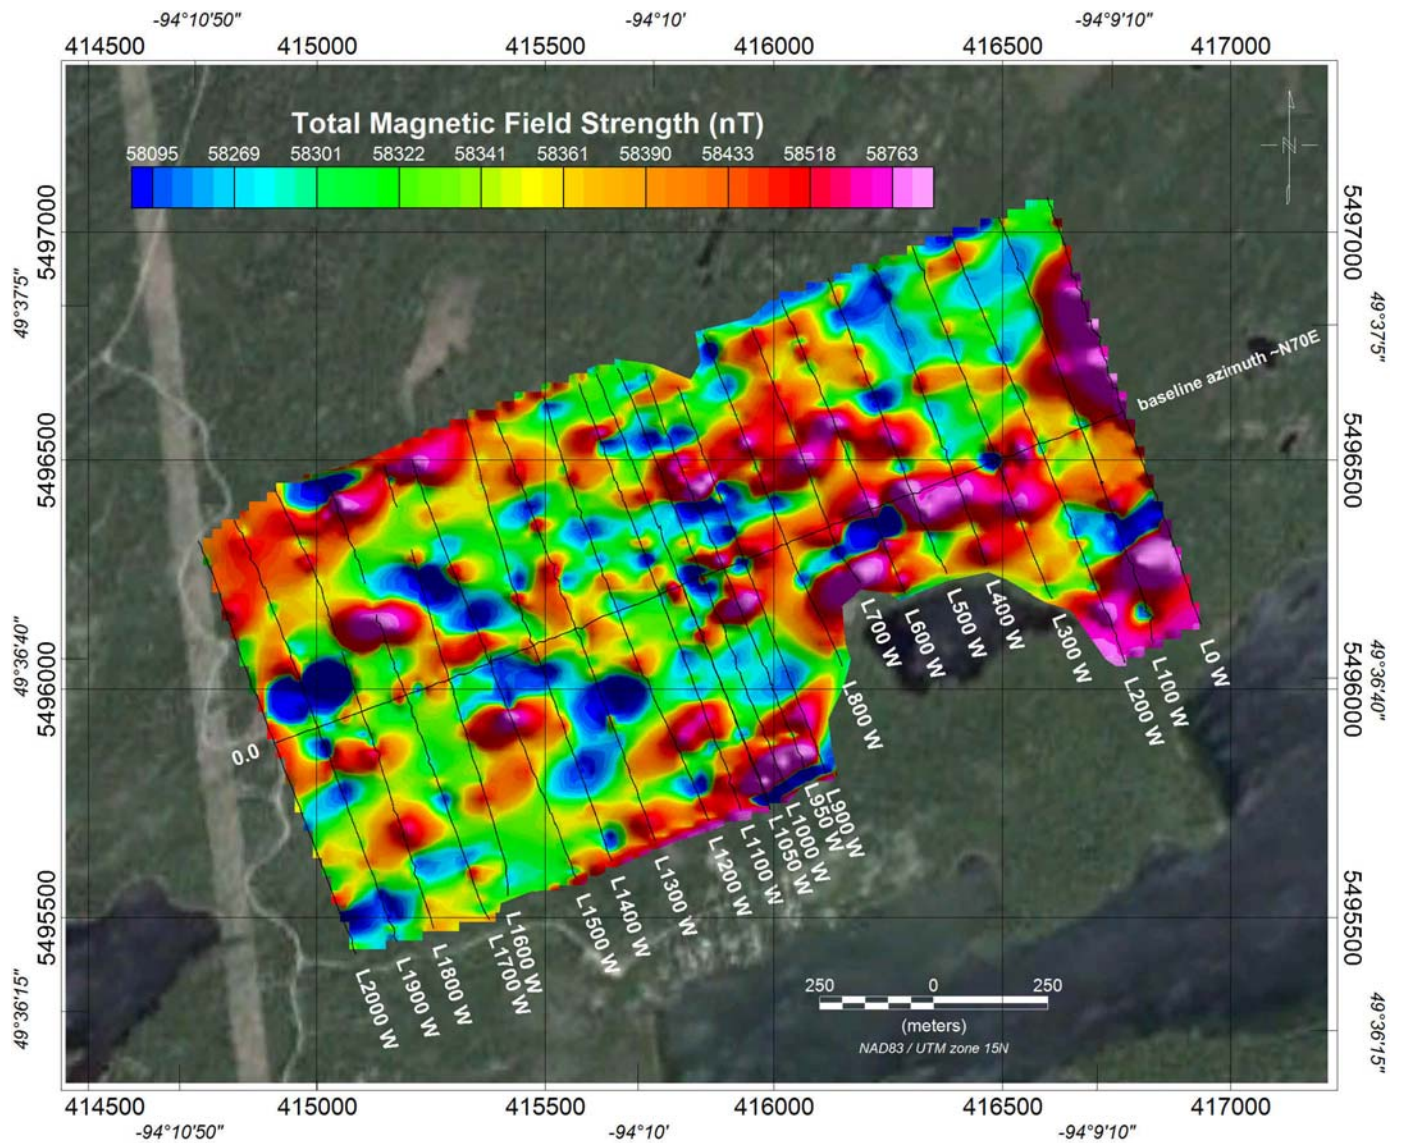 -94°10'50" -94°10' -94°9'10"
414500 415000 415500 416000 416500 417000
Total Magnetic Field Strength (nT)
58095 58269 58301 58322 58341 58361 58390 58433 58518 58763
N
5497000 5497000
49°37'5" 49°37'5"
baseline azimuth ~N70E
5496500 5496500
L700 W
L600 W
L500 W
L400 W
L300 W
L200 W
L100 W
L0 W
49°36'40" 49°36'40"
5496000 5496000
0.0
L800 W
L900 W
L950 W
L1000 W
L1050 W
L1100 W
L1200 W
L1300 W
L1400 W
L1500 W
L1600 W
L1700 W
L1800 W
L1900 W
L2000 W
5495500 5495500
250 0 250
(meters)
NAD83 / UTM zone 15N
49°36'15" 49°36'15"
414500 415000 415500 416000 416500 417000
-94°10'50" -94°10' -94°9'10"